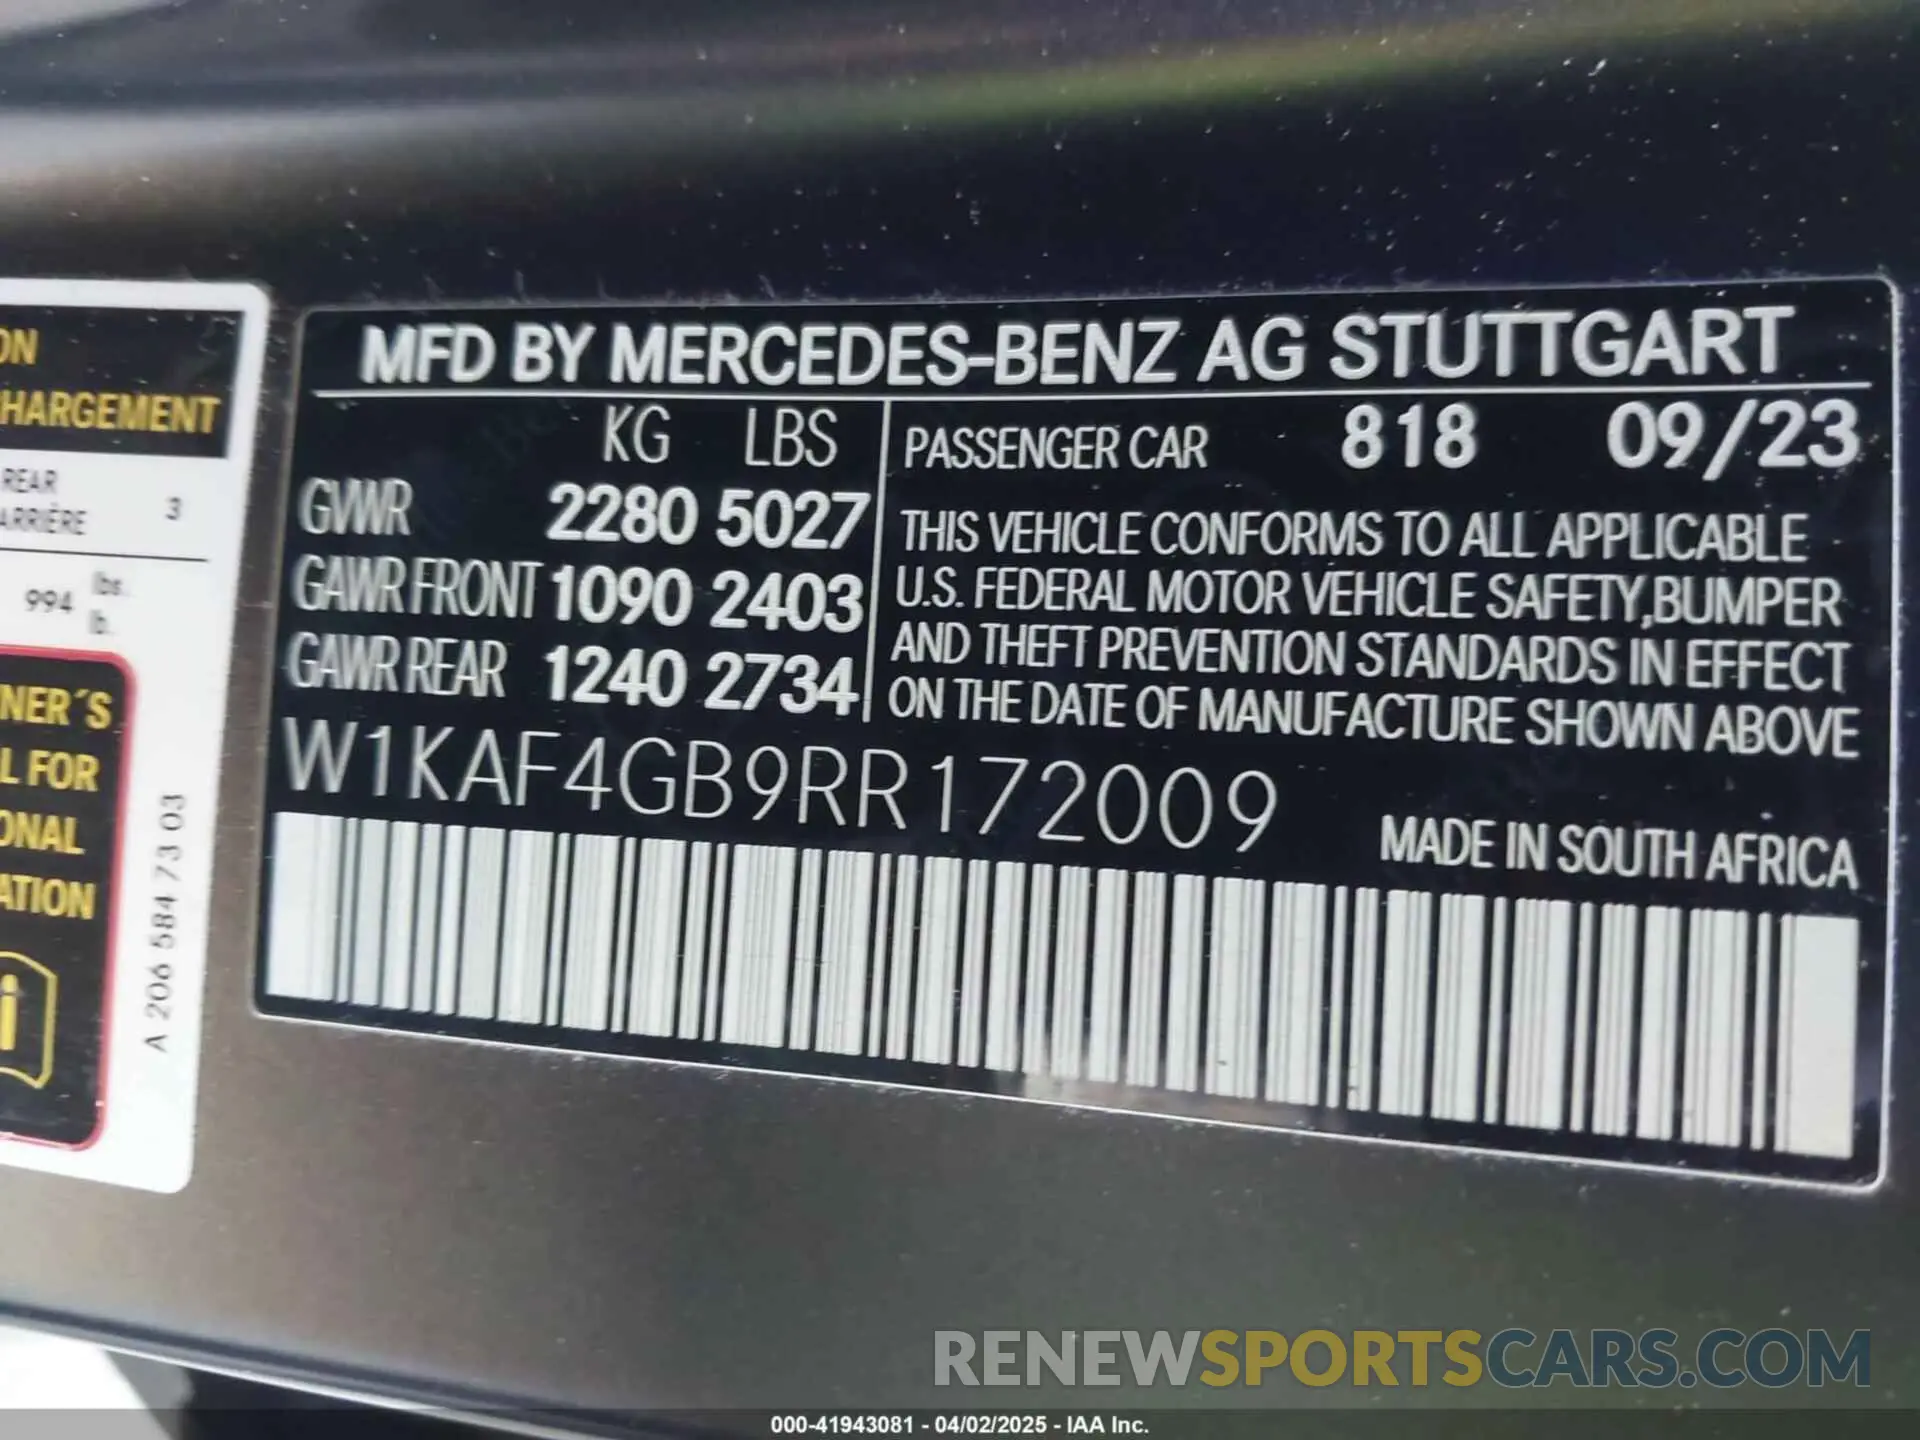 ON
CHARGEMENT
REAR
ARRIÈRE 3
994 lbs.
lb.
NER´S
L FOR
ONAL
ATION
i
A 206 584 73 03
MFD BY MERCEDES-BENZ AG STUTTGART
KG LBS
GVWR 2280 5027
GAWR FRONT 1090 2403
GAWR REAR 1240 2734
PASSENGER CAR 818 09/23
THIS VEHICLE CONFORMS TO ALL APPLICABLE
U.S. FEDERAL MOTOR VEHICLE SAFETY,BUMPER
AND THEFT PREVENTION STANDARDS IN EFFECT
ON THE DATE OF MANUFACTURE SHOWN ABOVE
W1KAF4GB9RR172009
MADE IN SOUTH AFRICA
RENEWSPORTSCARS.COM
000-41943081 - 04/02/2025 - IAA Inc.